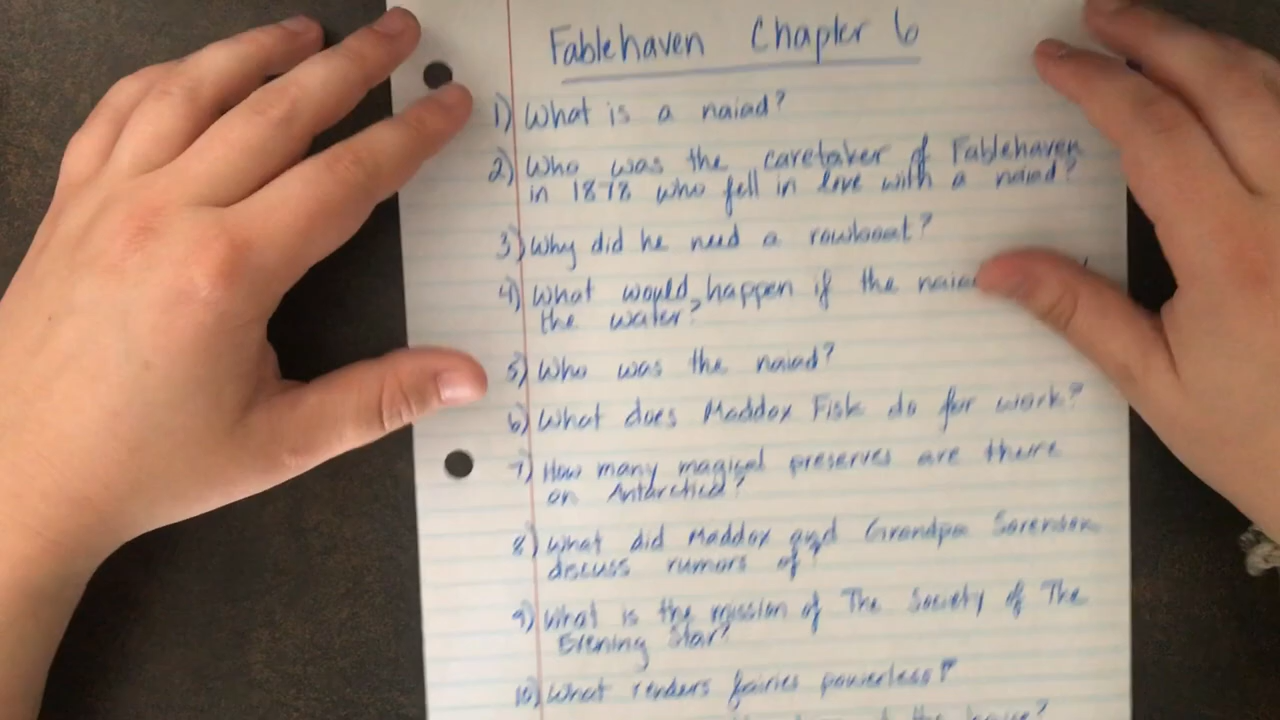 Fablehaven Chapter 6
1) What is a naiad?
2) Who was the caretaker of Fablehaven
in 1878 who fell in love with a naiad?
3) Why did he need a rowboat?
4) What would happen if the
the water?
5) Who was the naiad?
6) What does Maddox Fisk do for work?
7) How many magical preserves are there
on Antarctica?
8) What did Maddox and Grandpa Sorenson
discuss rumors of?
9) What is the mission of The Society of The
Evening Star?
10) What renders fairies powerless?